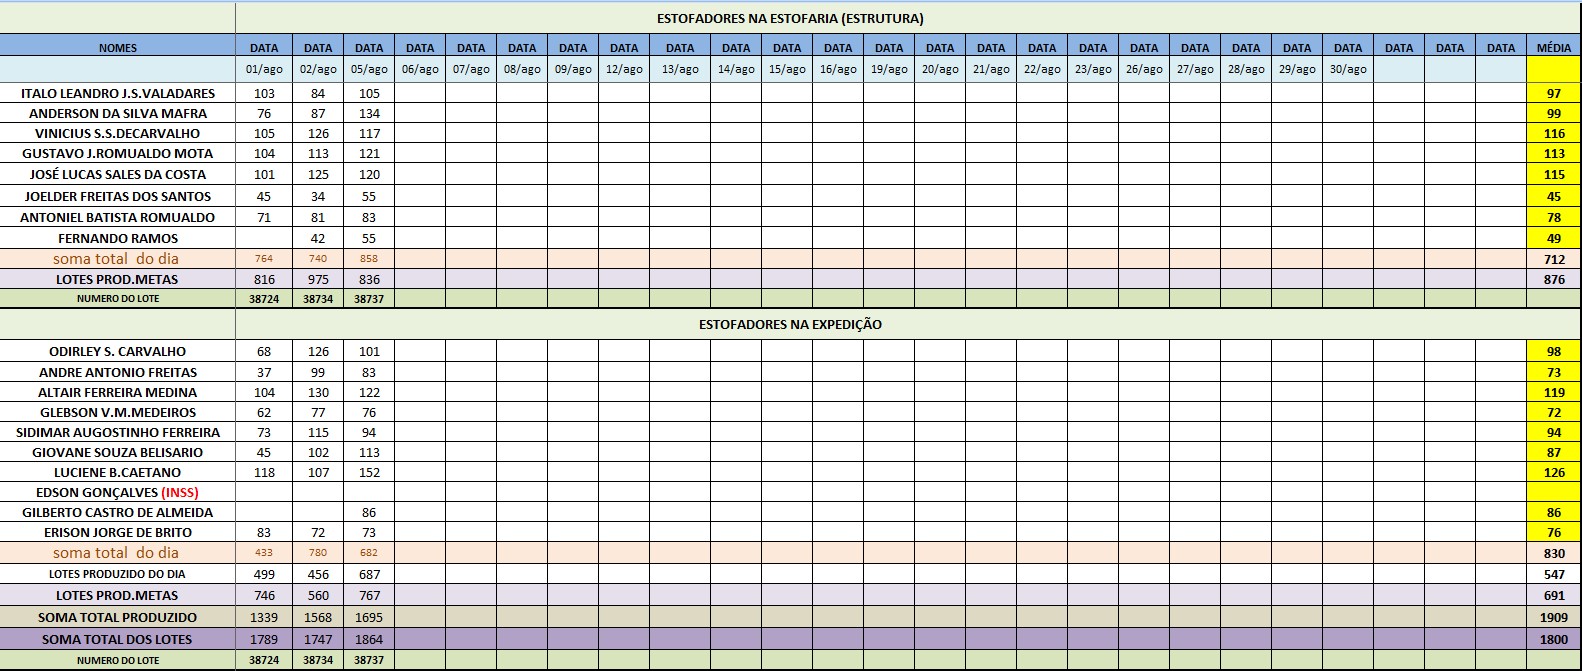 ESTOFADORES NA ESTOFARIA (ESTRUTURA)
NOMES DATA DATA DATA DATA DATA DATA DATA DATA DATA DATA DATA DATA DATA DATA DATA DATA DATA DATA DATA DATA DATA DATA DATA DATA DATA MÉDIA
01/ago 02/ago 05/ago 06/ago 07/ago 08/ago 09/ago 12/ago 13/ago 14/ago 15/ago 16/ago 19/ago 20/ago 21/ago 22/ago 23/ago 26/ago 27/ago 28/ago 29/ago 30/ago
ITALO LEANDRO J.S.VALADARES 103 84 105 97
ANDERSON DA SILVA MAFRA 76 87 134 99
VINICIUS S.S.DECARVALHO 105 126 117 116
GUSTAVO J.ROMUALDO MOTA 104 113 121 113
JOSÉ LUCAS SALES DA COSTA 101 125 120 115
JOELDER FREITAS DOS SANTOS 45 34 55 45
ANTONIEL BATISTA ROMUALDO 71 81 83 78
FERNANDO RAMOS 42 55 49
soma total do dia 764 740 858 712
LOTES PROD.METAS 816 975 836 876
NUMERO DO LOTE 38724 38734 38737
ESTOFADORES NA EXPEDIÇÃO
ODIRLEY S. CARVALHO 68 126 101 98
ANDRE ANTONIO FREITAS 37 99 83 73
ALTAIR FERREIRA MEDINA 104 130 122 119
GLEBSON V.M.MEDEIROS 62 77 76 72
SIDIMAR AUGOSTINHO FERREIRA 73 115 94 94
GIOVANE SOUZA BELISARIO 45 102 113 87
LUCIENE B.CAETANO 118 107 152 126
EDSON GONÇALVES (INSS)
GILBERTO CASTRO DE ALMEIDA 86 86
ERISON JORGE DE BRITO 83 72 73 76
soma total do dia 433 780 682 830
LOTES PRODUZIDO DO DIA 499 456 687 547
LOTES PROD.METAS 746 560 767 691
SOMA TOTAL PRODUZIDO 1339 1568 1695 1909
SOMA TOTAL DOS LOTES 1789 1747 1864 1800
NUMERO DO LOTE 38724 38734 38737